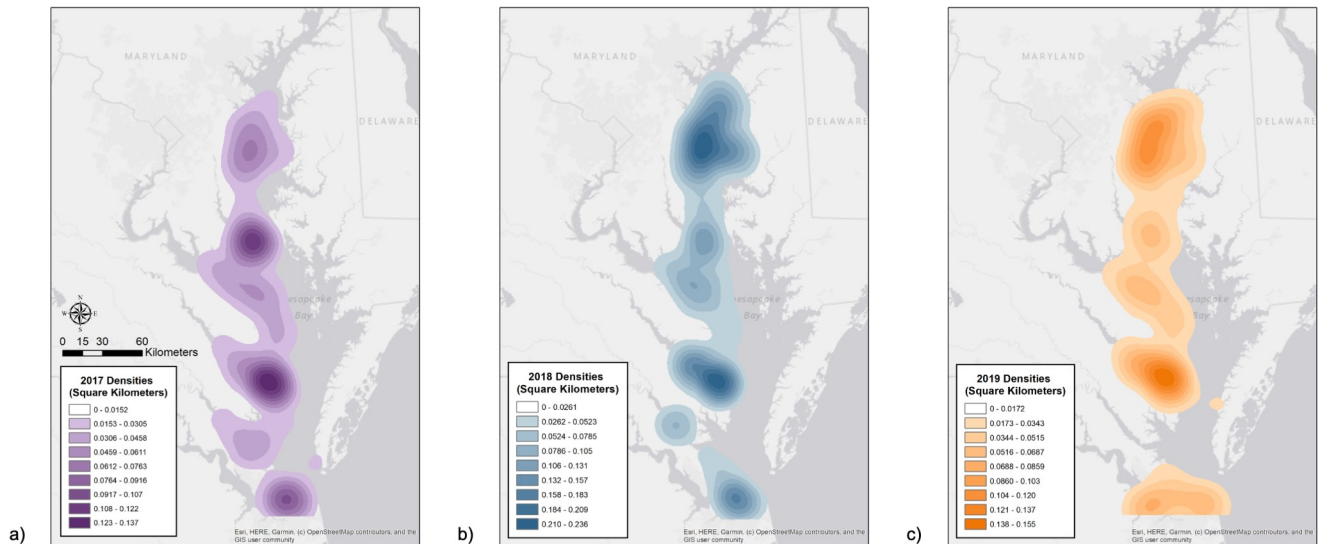 MARYLAND
DELAWARE
esapeake
Bay
N
W
E
S
0 15 30 60
Kilometers
2017 Densities
(Square Kilometers)
0 - 0.0152
0.0153 - 0.0305
0.0306 - 0.0458
0.0459 - 0.0611
0.0612 - 0.0763
0.0764 - 0.0916
0.0917 - 0.107
0.108 - 0.122
0.123 - 0.137
Esri, HERE, Garmin, (c) OpenStreetMap contributors, and the
GIS user community
a)
MARYLAND
DELAWARE
esapeake
Bay
2018 Densities
(Square Kilometers)
0 - 0.0261
0.0262 - 0.0523
0.0524 - 0.0785
0.0786 - 0.105
0.106 - 0.131
0.132 - 0.157
0.158 - 0.183
0.184 - 0.209
0.210 - 0.236
Esri, HERE, Garmin, (c) OpenStreetMap contributors, and the
GIS user community
b)
MARYLAND
DELAWARE
esapeake
Bay
2019 Densities
(Square Kilometers)
0 - 0.0172
0.0173 - 0.0343
0.0344 - 0.0515
0.0516 - 0.0687
0.0688 - 0.0859
0.0860 - 0.103
0.104 - 0.120
0.121 - 0.137
0.138 - 0.155
Esri, HERE, Garmin, (c) OpenStreetMap contributors, and the
GIS user community
c)